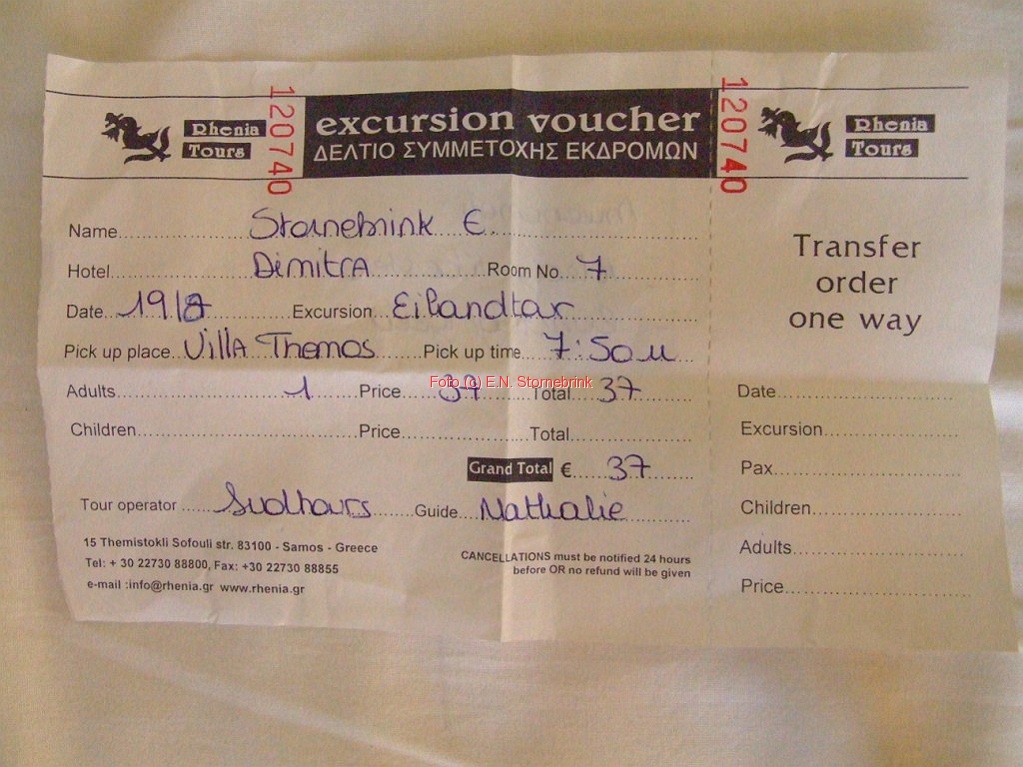 Rhenia Tours 120740 excursion voucher 120740 Rhenia Tours
ΔΕΛΤΙΟ ΣΥΜΜΕΤΟΧΗΣ ΕΚΔΡΟΜΩΝ
Name Stornebrink E.
Hotel Dimitra Room No. 7
Date 19/8 Excursion Eilandtar
Pick up place Villa Themos Pick up time 7:50 u
Foto (c) E.N. Stornebrink
Adults 1 Price 37 Total 37
Children Price Total
Grand Total € 37
Tour operator Sudtours Guide Nathalie
15 Themistokli Sofouli str. 83100 - Samos - Greece
Tel: + 30 22730 88800, Fax: +30 22730 88855
e-mail :info@rhenia.gr www.rhenia.gr
CANCELLATIONS must be notified 24 hours
before OR no refund will be given
Transfer
order
one way
Date
Excursion
Pax
Children
Adults
Price